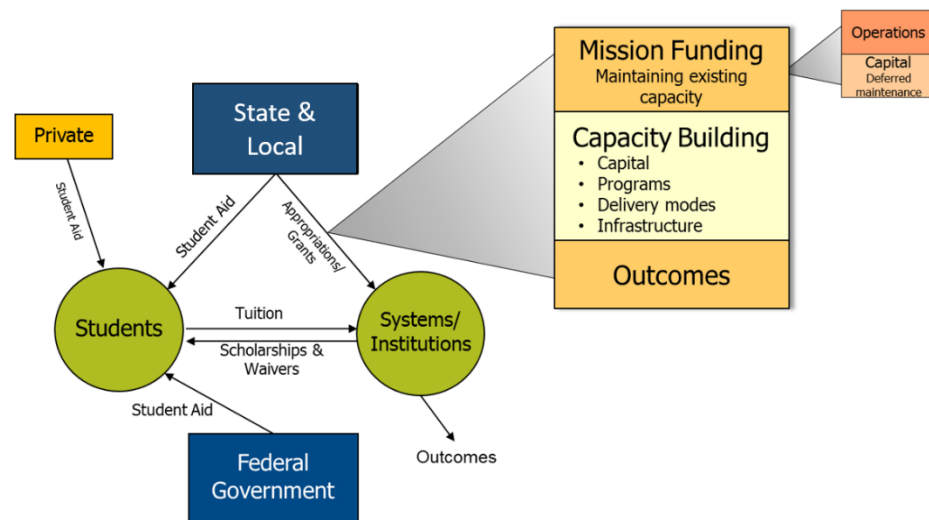 Private
Student Aid
State &
Local
Student Aid
Appropriations/
Grants
Students
Tuition
Scholarships &
Waivers
Systems/
Institutions
Student Aid
Federal
Government
Outcomes
Mission Funding
Maintaining existing
capacity
Capacity Building
• Capital
• Programs
• Delivery modes
• Infrastructure
Outcomes
Operations
Capital
Deferred
maintenance